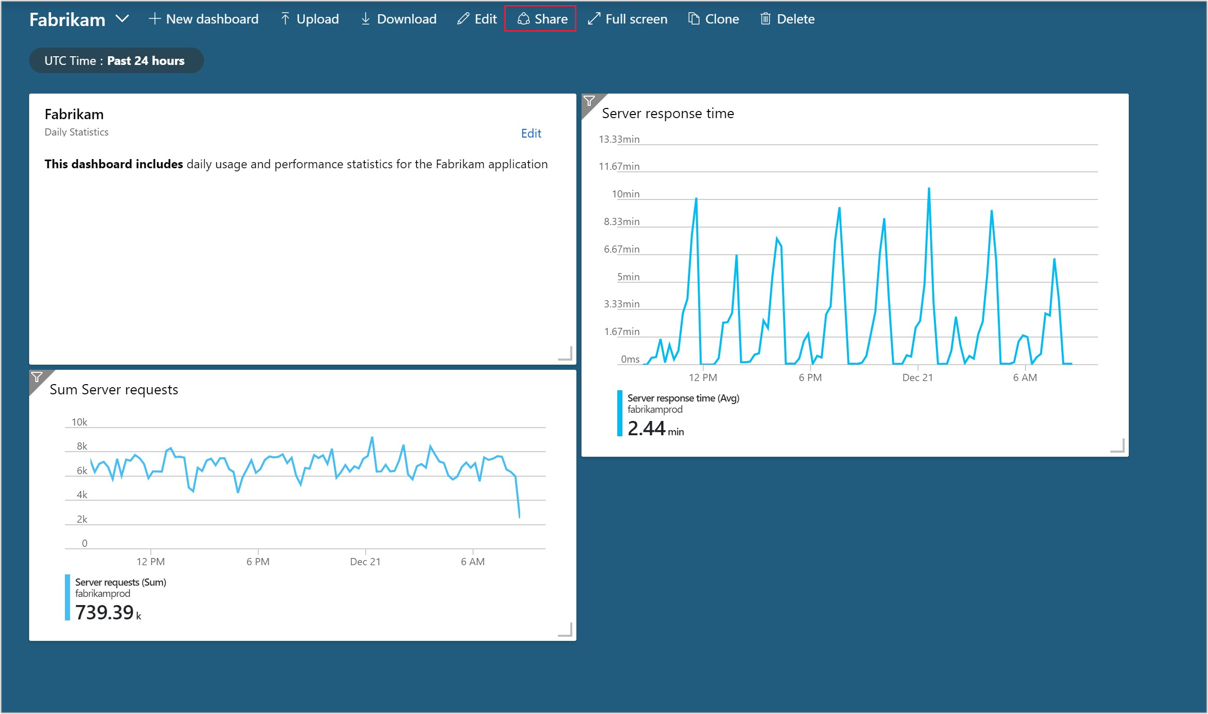 Fabrikam
New dashboard
Upload
Download
Edit
Share
Full screen
Clone
Delete
UTC Time : Past 24 hours
Fabrikam
Daily Statistics
Edit
This dashboard includes daily usage and performance statistics for the Fabrikam application
Server response time
13.33min
11.67min
10min
8.33min
6.67min
5min
3.33min
1.67min
0ms
12 PM
6 PM
Dec 21
6 AM
Server response time (Avg)
fabrikamprod
2.44 min
Sum Server requests
10k
8k
6k
4k
2k
0
12 PM
6 PM
Dec 21
6 AM
Server requests (Sum)
fabrikamprod
739.39 k